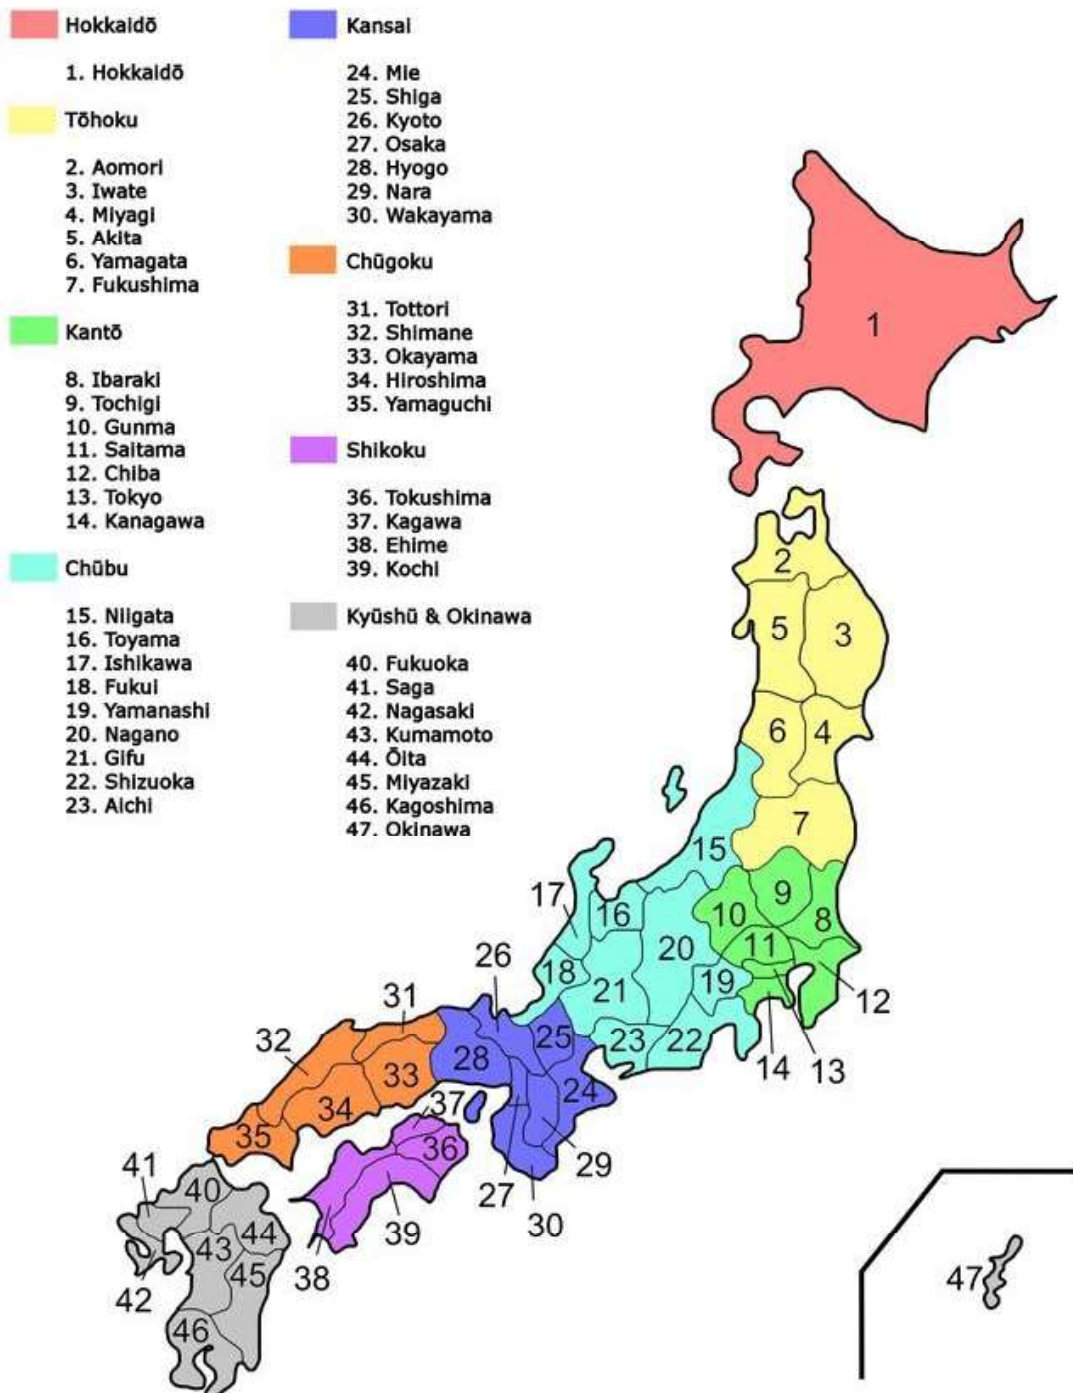 Hokkaidō
1. Hokkaidō
Tōhoku
2. Aomori
3. Iwate
4. Miyagi
5. Akita
6. Yamagata
7. Fukushima
Kantō
8. Ibaraki
9. Tochigi
10. Gunma
11. Saitama
12. Chiba
13. Tokyo
14. Kanagawa
Chūbu
15. Niigata
16. Toyama
17. Ishikawa
18. Fukui
19. Yamanashi
20. Nagano
21. Gifu
22. Shizuoka
23. Aichi
Kansai
24. Mie
25. Shiga
26. Kyoto
27. Osaka
28. Hyogo
29. Nara
30. Wakayama
Chūgoku
31. Tottori
32. Shimane
33. Okayama
34. Hiroshima
35. Yamaguchi
Shikoku
36. Tokushima
37. Kagawa
38. Ehime
39. Kochi
Kyūshū & Okinawa
40. Fukuoka
41. Saga
42. Nagasaki
43. Kumamoto
44. Ōita
45. Miyazaki
46. Kagoshima
47. Okinawa
1
2
5
3
6
4
7
15
9
17
16
10
8
11
20
26
18
21
19
12
31
32
25
23
22
28
33
14
13
24
34
37
35
36
29
41
40
27
30
39
44
43
45
38
42
46
47